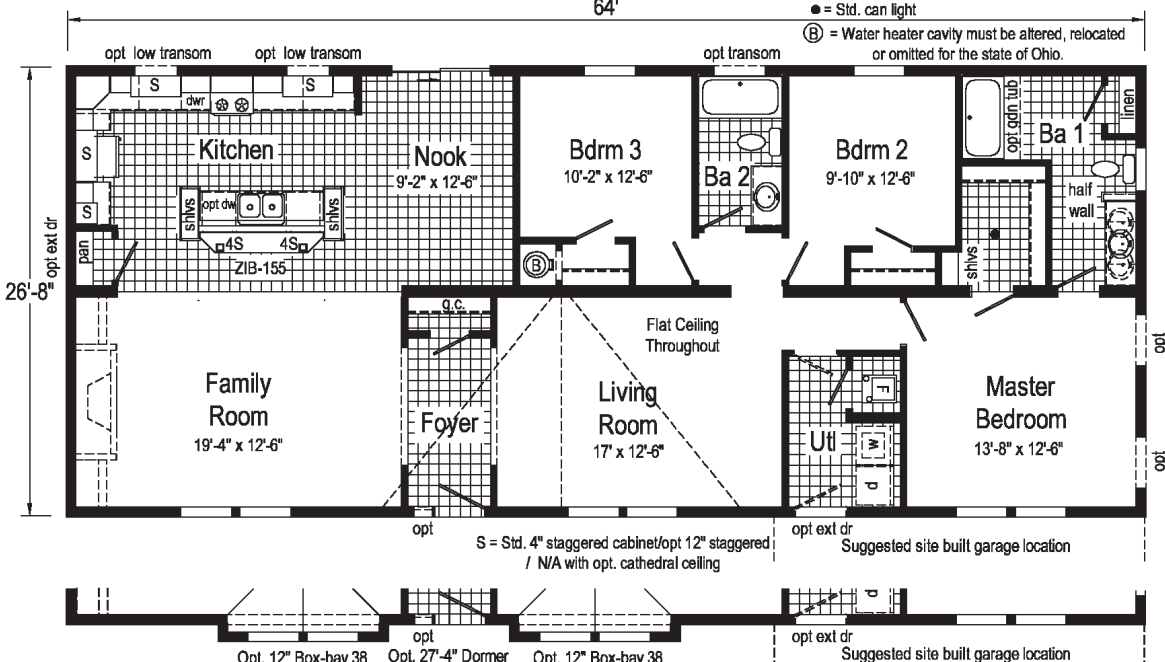 64'
● = Std. can light
Ⓑ = Water heater cavity must be altered, relocated
or omitted for the state of Ohio.
opt low transom
opt low transom
opt transom
S
S
dwr
opt gdn tub
linen
Ba 1
Kitchen
Nook
9'-2" x 12'-6"
Bdrm 3
10'-2" x 12'-6"
Ba 2
Bdrm 2
9'-10" x 12'-6"
half
wall
S
S
shlvs
opt dw
shlvs
4S
4S
ZIB-155
opt ext dr
pan
B
shlvs
26'-8"
g.c.
Flat Ceiling
Throughout
opt
Family
Room
19'-4" x 12'-6"
Foyer
Living
Room
17' x 12'-6"
F
Utl
w
d
Master
Bedroom
13'-8" x 12'-6"
opt
opt
opt ext dr
S = Std. 4" staggered cabinet/opt 12" staggered
/ N/A with opt. cathedral ceiling
Suggested site built garage location
d
opt
opt ext dr
Opt. 12" Box-bay 38
Opt. 27'-4" Dormer
Opt. 12" Box-bay 38
Suggested site built garage location